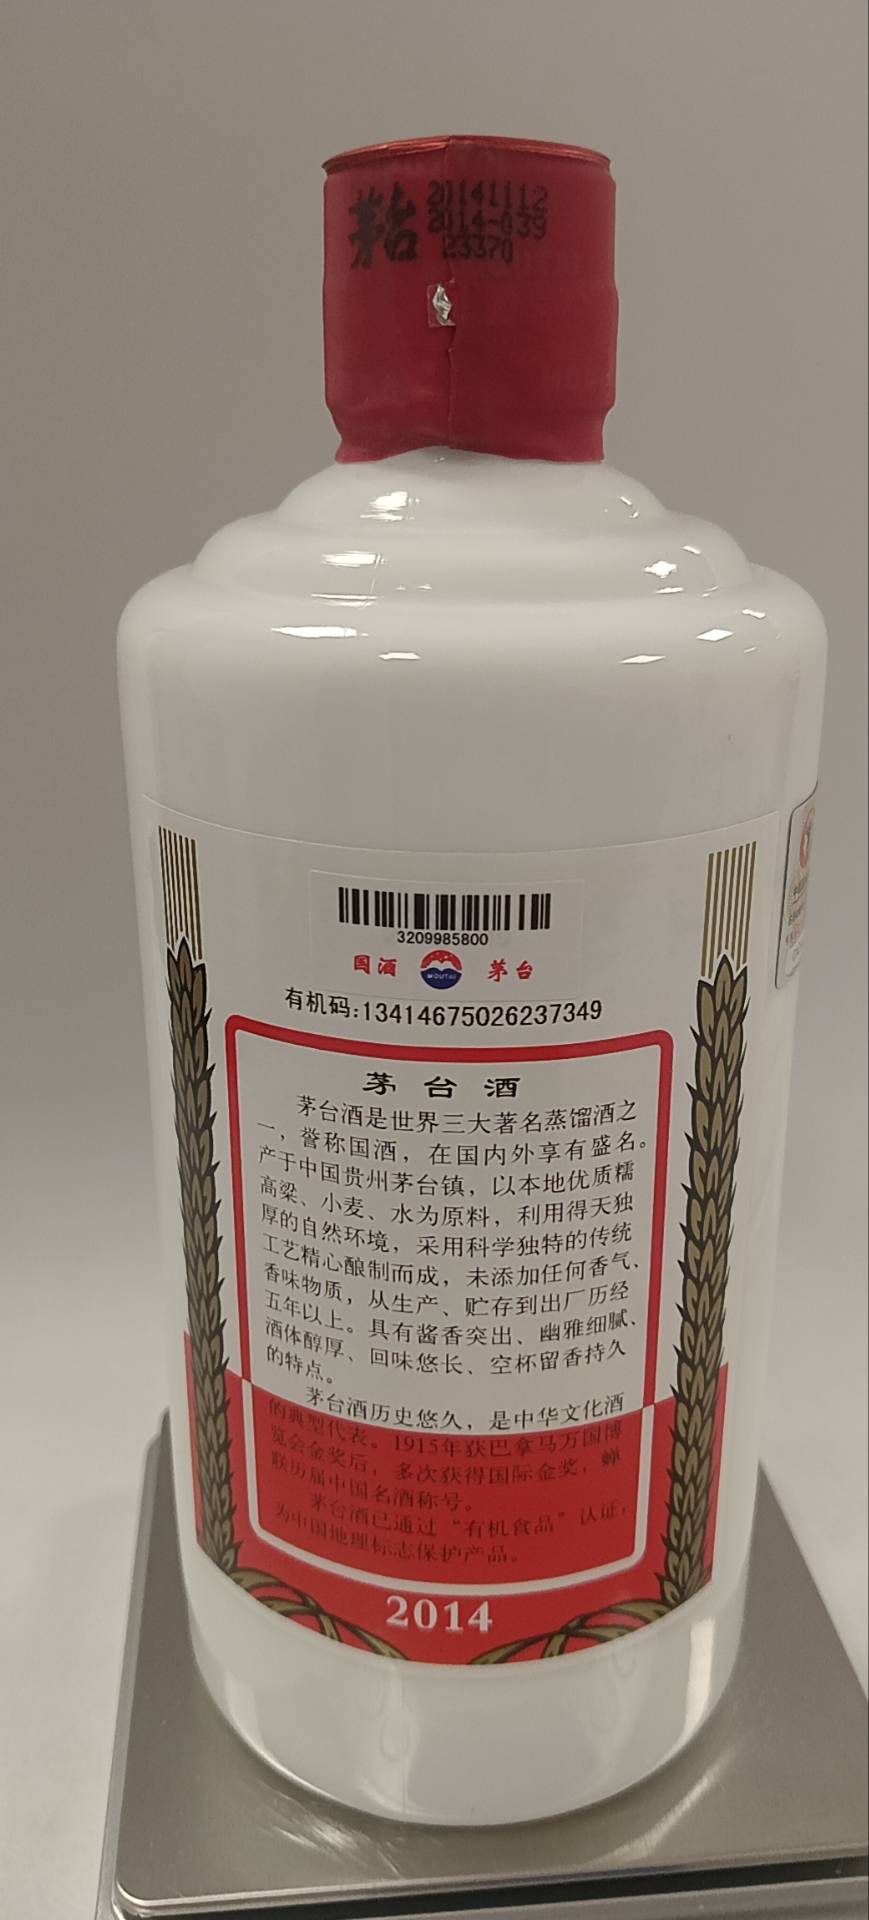 茅台
20141112
2014-039
23370
3209985800
国酒 MOUTAI 茅台
有机码:13414675026237349
茅台酒
茅台酒是世界三大著名蒸馏酒之
一，誉称国酒，在国内外享有盛名。
产于中国贵州茅台镇，以本地优质糯
高粱、小麦、水为原料，利用得天独
厚的自然环境，采用科学独特的传统
工艺精心酿制而成，未添加任何香气、
香味物质，从生产、贮存到出厂历经
五年以上。具有酱香突出、幽雅细腻、
酒体醇厚、回味悠长、空杯留香持久
的特点。
茅台酒历史悠久，是中华文化酒
的典型代表。1915年获巴拿马万国博
览会金奖后，多次获得国际金奖，蝉
联历届中国名酒称号。
茅台酒已通过“有机食品”认证，
为中国地理标志保护产品。
2014